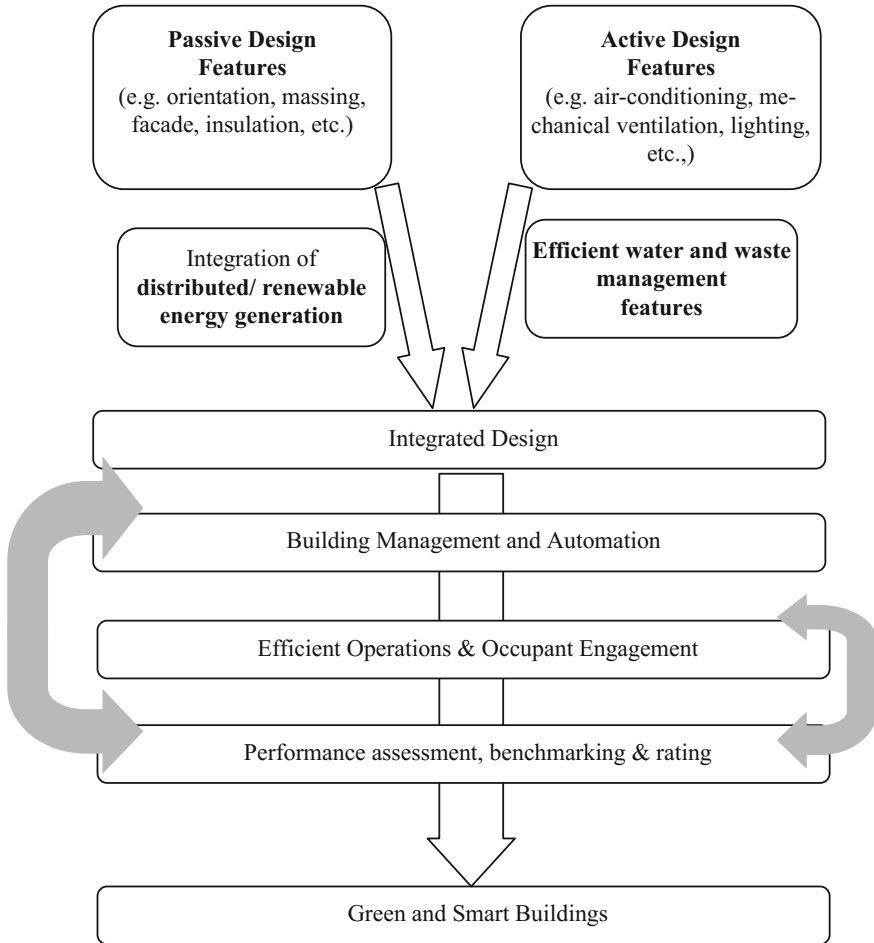 Passive Design
Features
(e.g. orientation, massing,
facade, insulation, etc.)
Active Design
Features
(e.g. air-conditioning, me-
chanical ventilation, lighting,
etc.,)
Integration of
distributed/ renewable
energy generation
Efficient water and waste
management
features
Integrated Design
Building Management and Automation
Efficient Operations & Occupant Engagement
Performance assessment, benchmarking & rating
Green and Smart Buildings